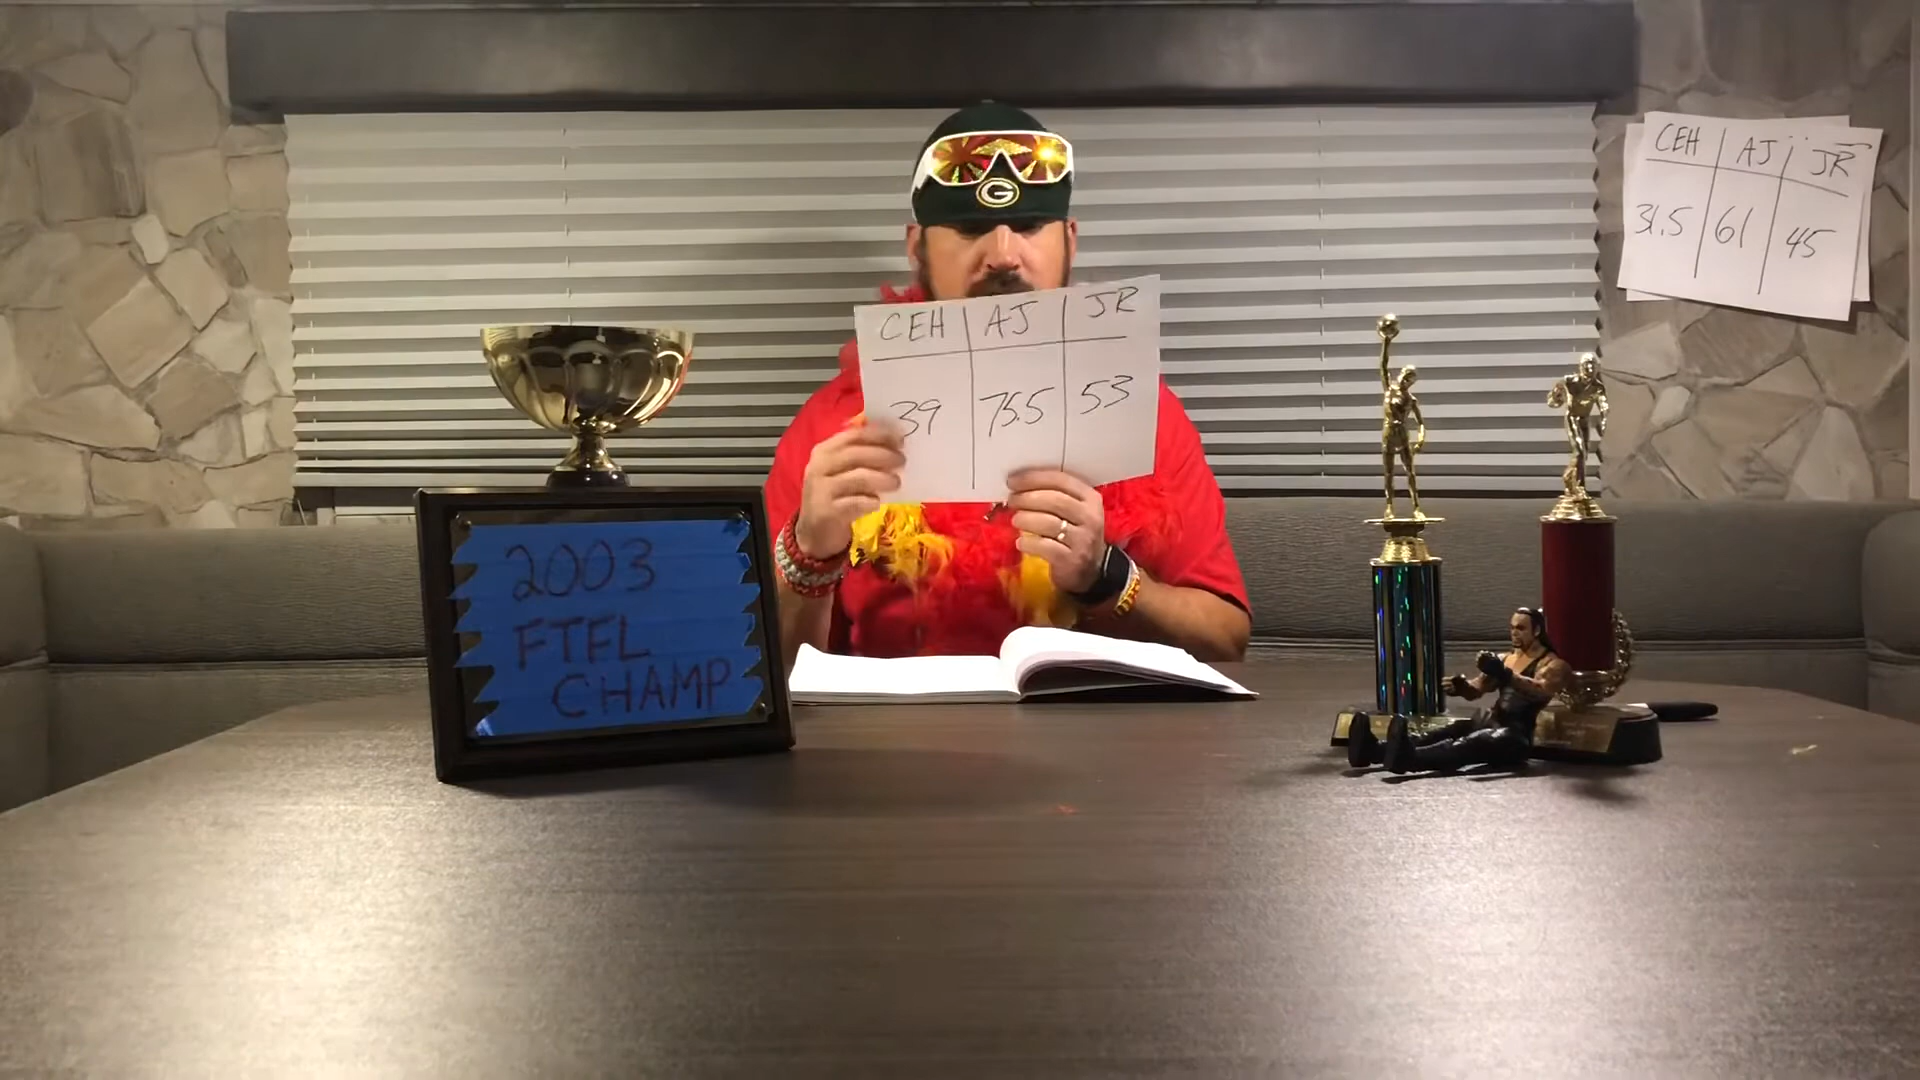 G
CEH AJ JR
39 75.5 53
CEH AJ JR
31.5 61 45
2003
FTFL
CHAMP